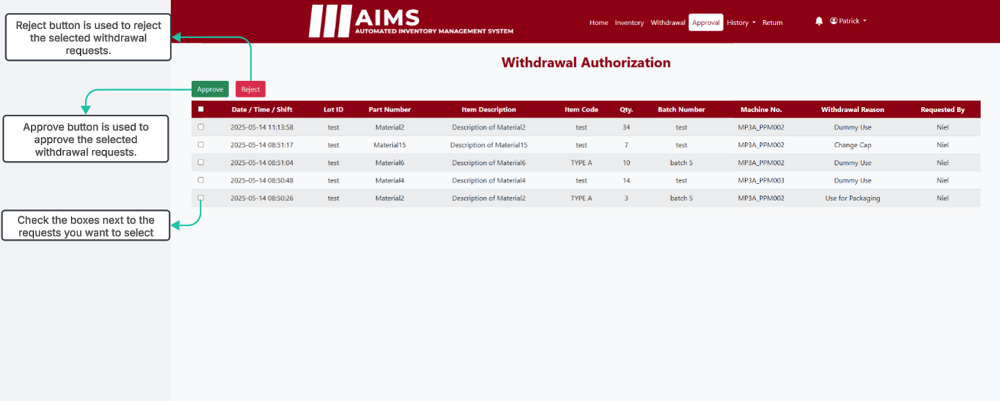 Reject button is used to reject
the selected withdrawal
requests.
AIMS
AUTOMATED INVENTORY MANAGEMENT SYSTEM
Home Inventory Withdrawal Approval History Return Patrick
Withdrawal Authorization
Approve Reject
Approve button is used to
approve the selected
withdrawal requests.
Date / Time / Shift Lot ID Part Number Item Description Item Code Qty. Batch Number Machine No. Withdrawal Reason Requested By
2025-05-14 11:13:58 test Material2 Description of Material2 test 34 test MP3A_PPM002 Dummy Use Niel
2025-05-14 08:51:17 test Material15 Description of Material15 test 7 test MP3A_PPM002 Change Cap Niel
2025-05-14 08:51:04 test Material6 Description of Material6 TYPE A 10 batch 5 MP3A_PPM002 Dummy Use Niel
2025-05-14 08:50:48 test Material4 Description of Material4 test 14 test MP3A_PPM003 Dummy Use Niel
2025-05-14 08:50:26 test Material2 Description of Material2 TYPE A 3 batch 5 MP3A_PPM002 Use for Packaging Niel
Check the boxes next to the
requests you want to select